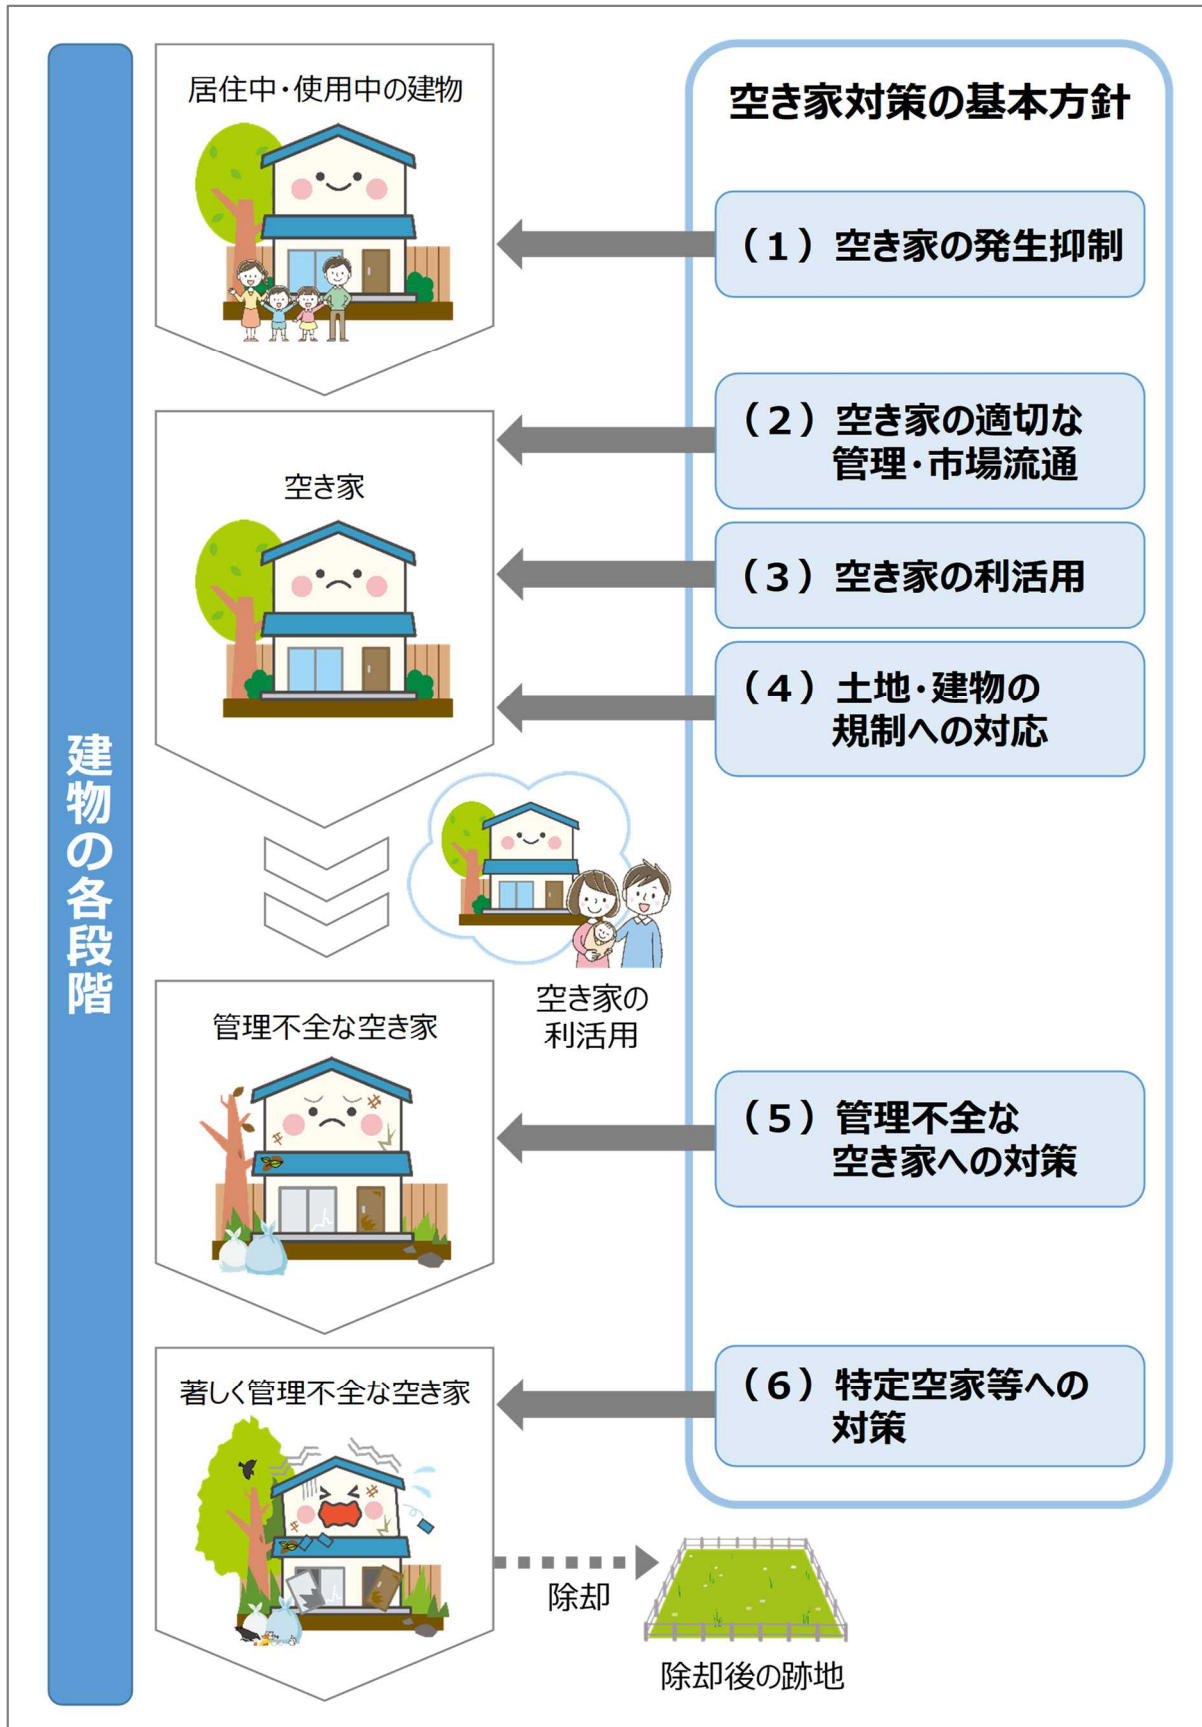 建物の各段階
居住中・使用中の建物
空き家
空き家の
利活用
管理不全な空き家
著しく管理不全な空き家
除却
除却後の跡地
空き家対策の基本方針
（１）空き家の発生抑制
（２）空き家の適切な
管理・市場流通
（３）空き家の利活用
（４）土地・建物の
規制への対応
（５）管理不全な
空き家への対策
（６）特定空家等への
対策